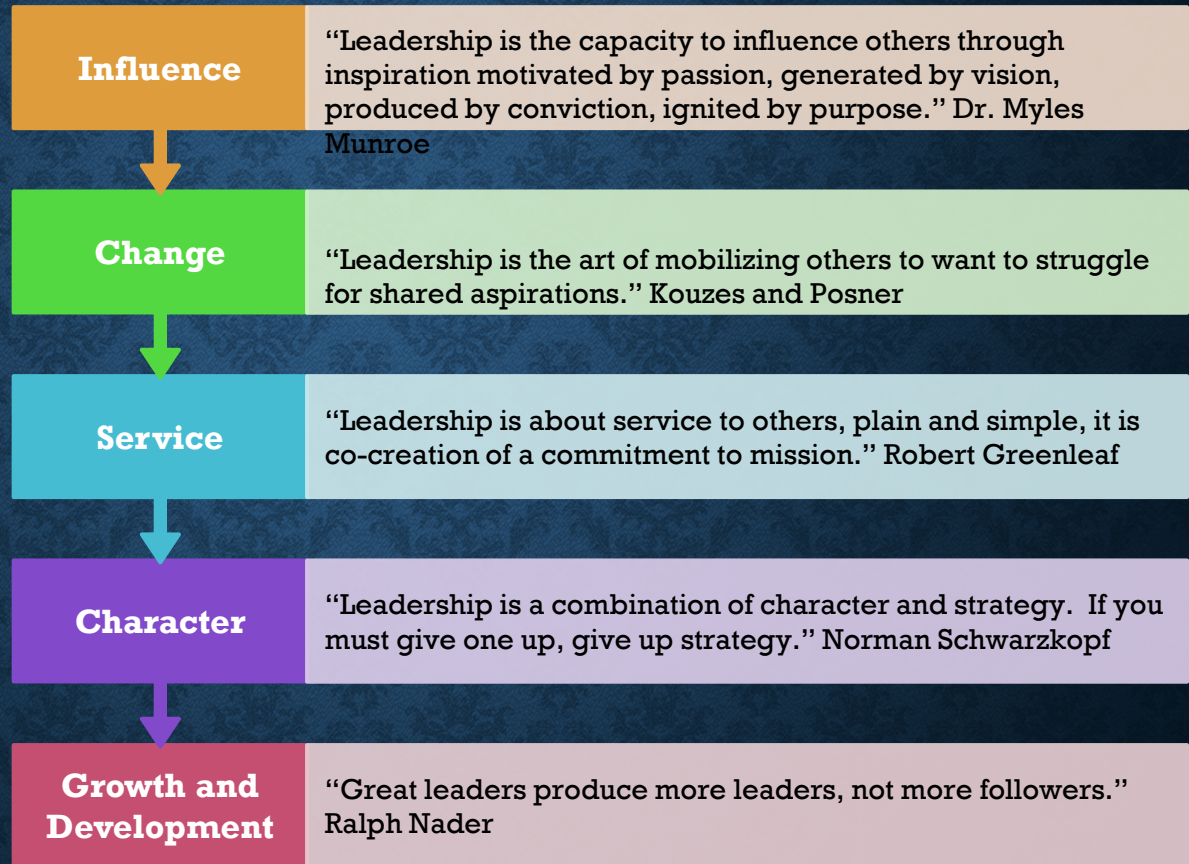 Influence
“Leadership is the capacity to influence others through
inspiration motivated by passion, generated by vision,
produced by conviction, ignited by purpose.” Dr. Myles
Munroe
Change
“Leadership is the art of mobilizing others to want to struggle
for shared aspirations.” Kouzes and Posner
Service
“Leadership is about service to others, plain and simple, it is
co-creation of a commitment to mission.” Robert Greenleaf
Character
“Leadership is a combination of character and strategy.  If you
must give one up, give up strategy.” Norman Schwarzkopf
Growth and
Development
“Great leaders produce more leaders, not more followers.”
Ralph Nader